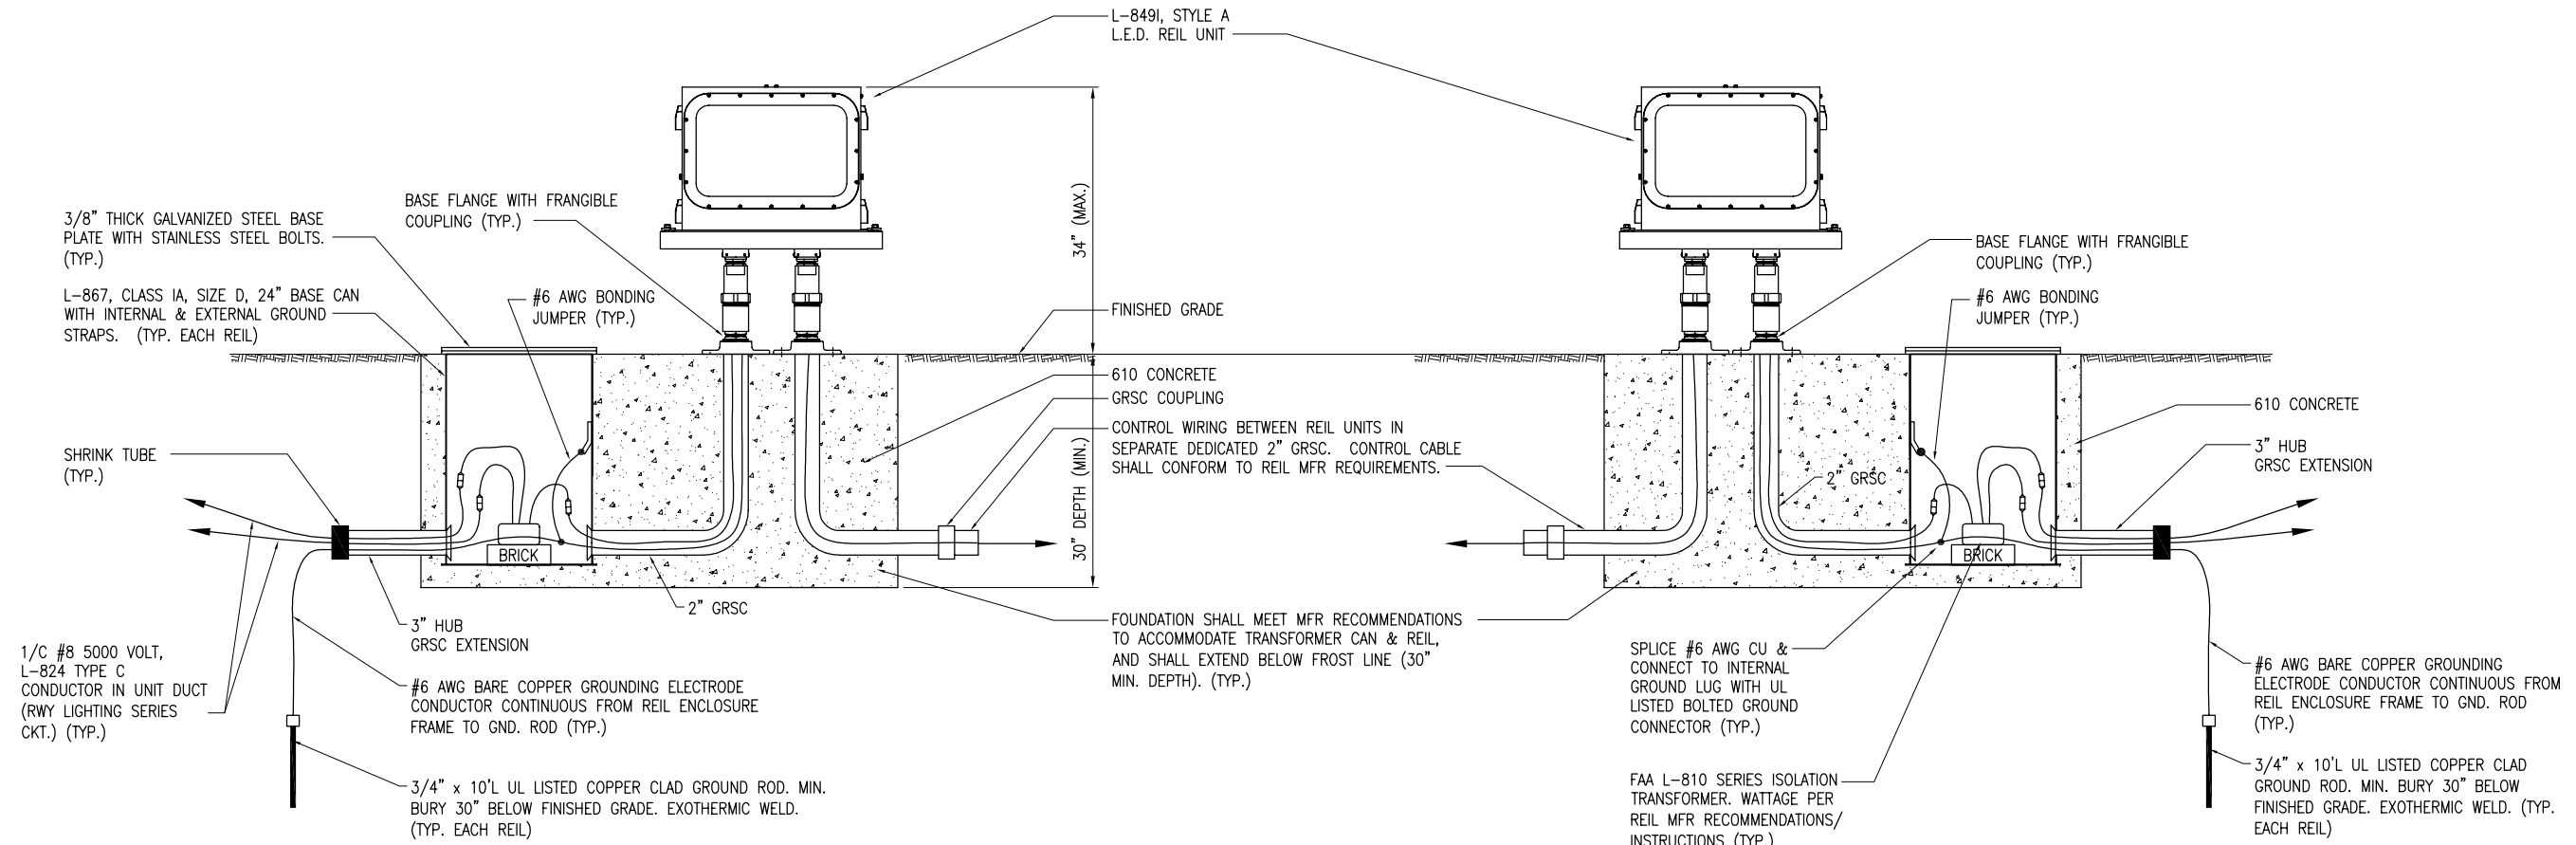 L-849I, STYLE A
L.E.D. REIL UNIT
BASE FLANGE WITH FRANGIBLE
COUPLING (TYP.)
3/8" THICK GALVANIZED STEEL BASE
PLATE WITH STAINLESS STEEL BOLTS.
(TYP.)
L-867, CLASS IA, SIZE D, 24" BASE CAN
WITH INTERNAL & EXTERNAL GROUND
STRAPS. (TYP. EACH REIL)
#6 AWG BONDING
JUMPER (TYP.)
34" (MAX.)
FINISHED GRADE
BASE FLANGE WITH FRANGIBLE
COUPLING (TYP.)
#6 AWG BONDING
JUMPER (TYP.)
610 CONCRETE
GRSC COUPLING
CONTROL WIRING BETWEEN REIL UNITS IN
SEPARATE DEDICATED 2" GRSC. CONTROL CABLE
SHALL CONFORM TO REIL MFR REQUIREMENTS.
30" DEPTH (MIN.)
610 CONCRETE
3" HUB
GRSC EXTENSION
SHRINK TUBE
(TYP.)
2" GRSC
BRICK
BRICK
2" GRSC
3" HUB
GRSC EXTENSION
1/C #8 5000 VOLT,
L-824 TYPE C
CONDUCTOR IN UNIT DUCT
(RWY LIGHTING SERIES
CKT.) (TYP.)
#6 AWG BARE COPPER GROUNDING ELECTRODE
CONDUCTOR CONTINUOUS FROM REIL ENCLOSURE
FRAME TO GND. ROD (TYP.)
3/4" x 10'L UL LISTED COPPER CLAD GROUND ROD. MIN.
BURY 30" BELOW FINISHED GRADE. EXOTHERMIC WELD.
(TYP. EACH REIL)
FOUNDATION SHALL MEET MFR RECOMMENDATIONS
TO ACCOMMODATE TRANSFORMER CAN & REIL,
AND SHALL EXTEND BELOW FROST LINE (30"
MIN. DEPTH). (TYP.)
SPLICE #6 AWG CU &
CONNECT TO INTERNAL
GROUND LUG WITH UL
LISTED BOLTED GROUND
CONNECTOR (TYP.)
FAA L-810 SERIES ISOLATION
TRANSFORMER. WATTAGE PER
REIL MFR RECOMMENDATIONS/
INSTRUCTIONS (TYP.)
#6 AWG BARE COPPER GROUNDING
ELECTRODE CONDUCTOR CONTINUOUS FROM
REIL ENCLOSURE FRAME TO GND. ROD
(TYP.)
3/4" x 10'L UL LISTED COPPER CLAD
GROUND ROD. MIN. BURY 30" BELOW
FINISHED GRADE. EXOTHERMIC WELD. (TYP.
EACH REIL)